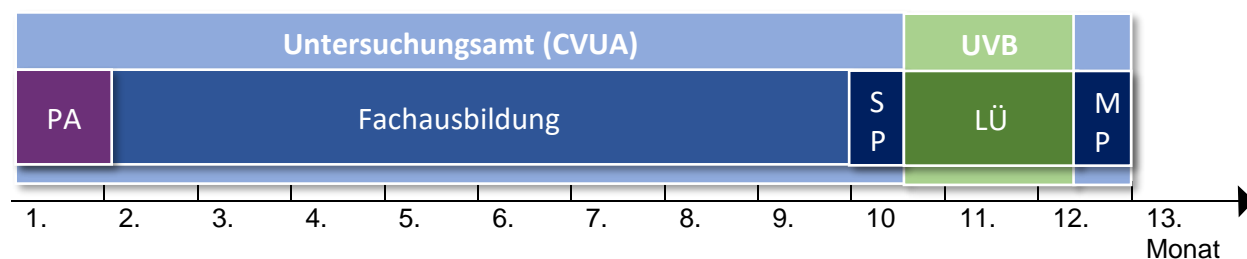 Untersuchungsamt (CVUA) UVB
PA Fachausbildung S LÜ M
P P
1. 2. 3. 4. 5. 6. 7. 8. 9. 10 11. 12. 13.
Monat